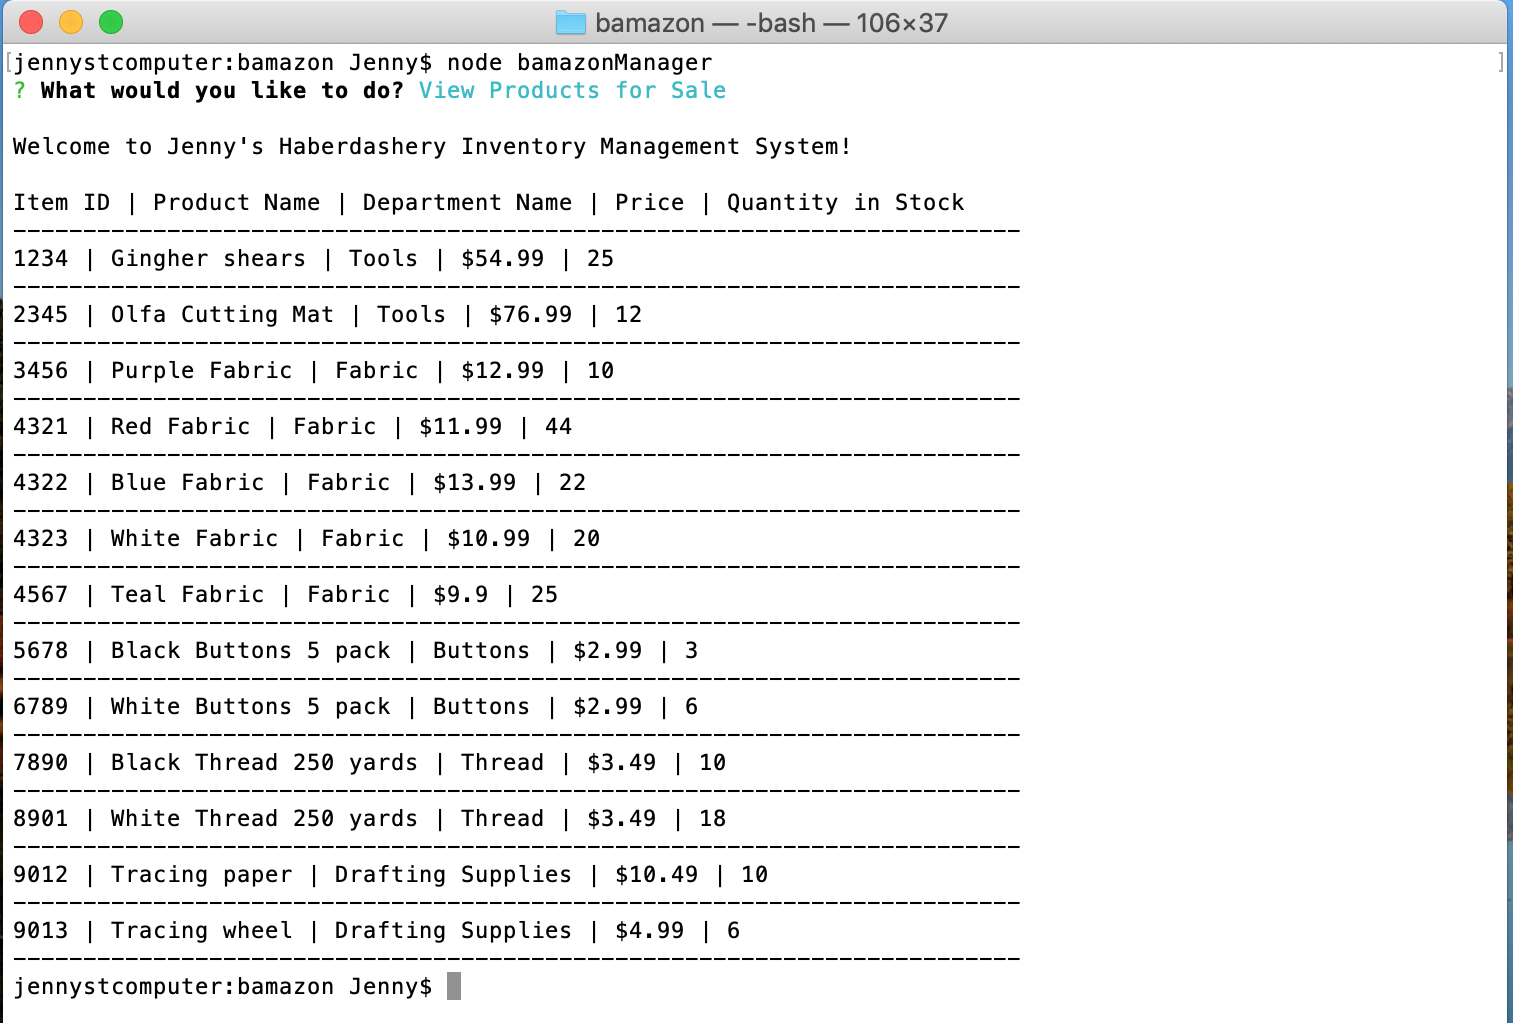 bamazon — -bash — 106×37
[jennystcomputer:bamazon Jenny$ node bamazonManager ]
? What would you like to do? View Products for Sale
Welcome to Jenny's Haberdashery Inventory Management System!
Item ID | Product Name | Department Name | Price | Quantity in Stock
------------------------------------------------------------------------
1234 | Gingher shears | Tools | $54.99 | 25
------------------------------------------------------------------------
2345 | Olfa Cutting Mat | Tools | $76.99 | 12
------------------------------------------------------------------------
3456 | Purple Fabric | Fabric | $12.99 | 10
------------------------------------------------------------------------
4321 | Red Fabric | Fabric | $11.99 | 44
------------------------------------------------------------------------
4322 | Blue Fabric | Fabric | $13.99 | 22
------------------------------------------------------------------------
4323 | White Fabric | Fabric | $10.99 | 20
------------------------------------------------------------------------
4567 | Teal Fabric | Fabric | $9.9 | 25
------------------------------------------------------------------------
5678 | Black Buttons 5 pack | Buttons | $2.99 | 3
------------------------------------------------------------------------
6789 | White Buttons 5 pack | Buttons | $2.99 | 6
------------------------------------------------------------------------
7890 | Black Thread 250 yards | Thread | $3.49 | 10
------------------------------------------------------------------------
8901 | White Thread 250 yards | Thread | $3.49 | 18
------------------------------------------------------------------------
9012 | Tracing paper | Drafting Supplies | $10.49 | 10
------------------------------------------------------------------------
9013 | Tracing wheel | Drafting Supplies | $4.99 | 6
------------------------------------------------------------------------
jennystcomputer:bamazon Jenny$